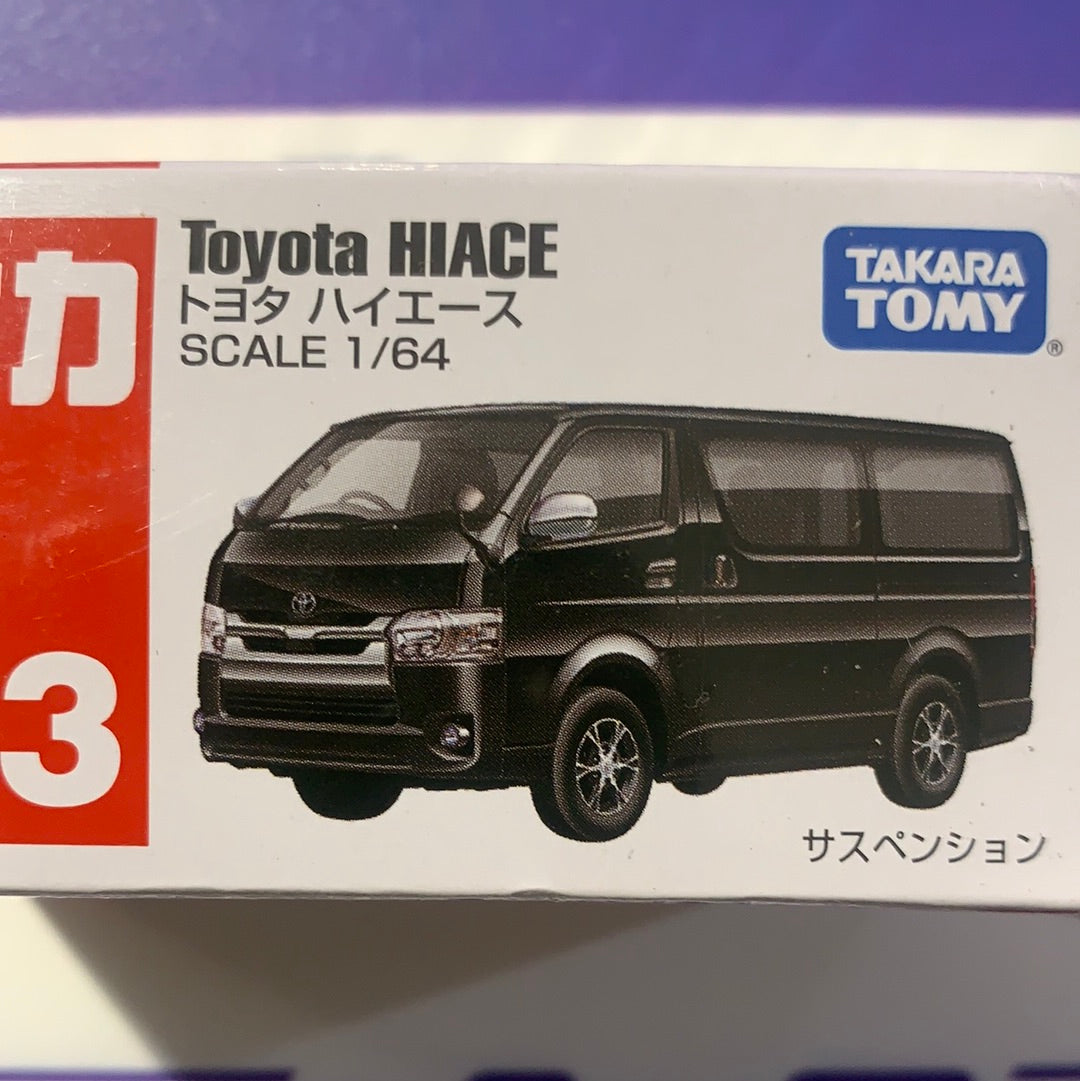 カ
3
Toyota HIACE
トヨタ ハイエース
SCALE 1/64
TAKARA
TOMY
®
サスペンション